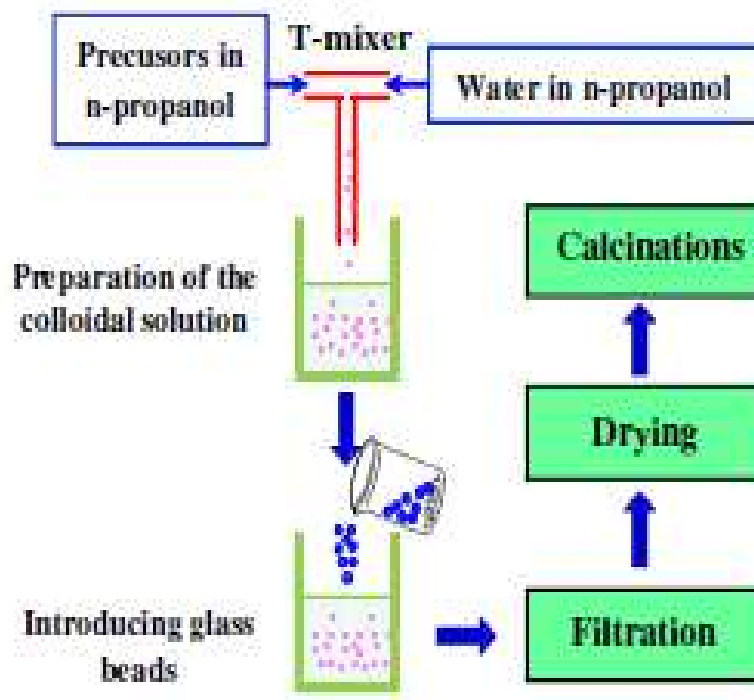 T-mixer
Precusors in
n-propanol
Water in n-propanol
Preparation of the
colloidal solution
Introducing glass
beads
Filtration
Drying
Calcinations